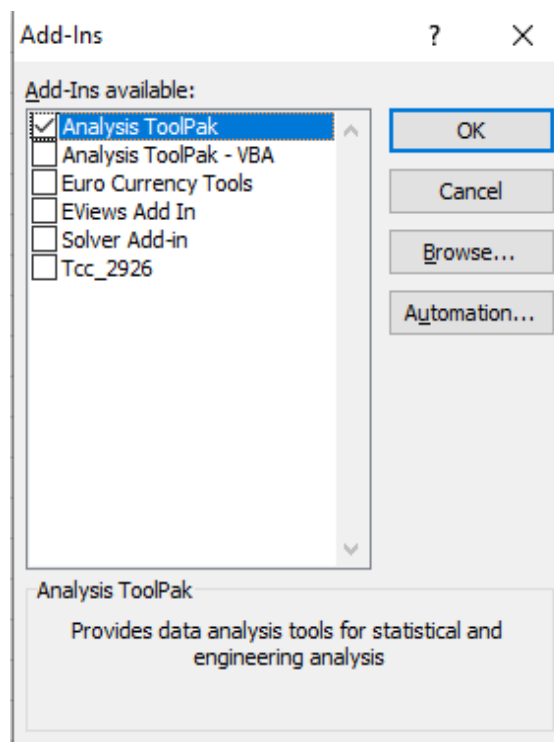 Add-Ins
?
Add-Ins available:
Analysis ToolPak
Analysis ToolPak - VBA
Euro Currency Tools
EViews Add In
Solver Add-in
Tcc_2926
OK
Cancel
Browse...
Automation...
Analysis ToolPak
Provides data analysis tools for statistical and
engineering analysis